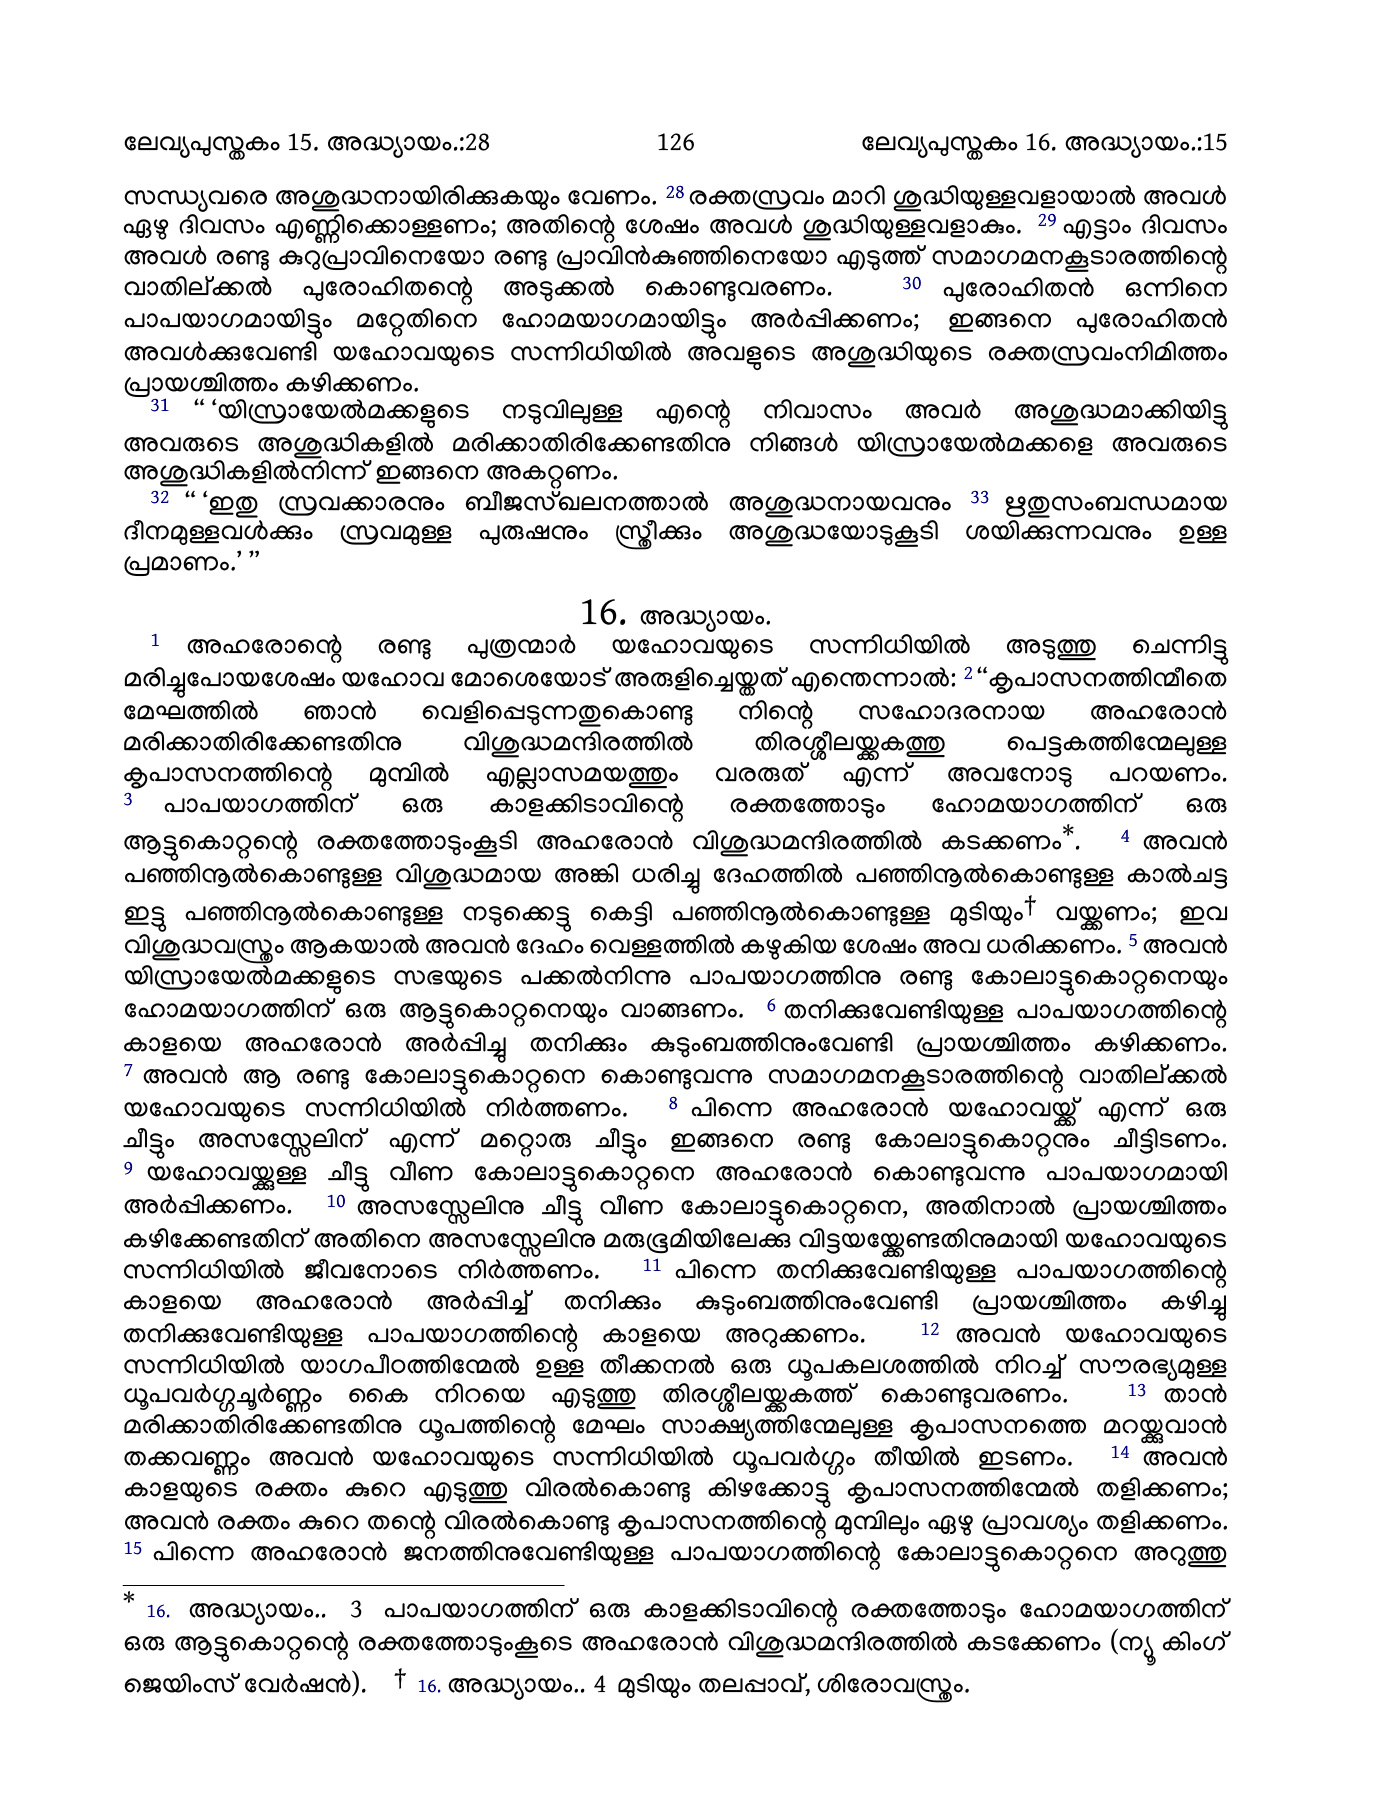 ലേവ്യപുസ്തകം 15. അദ്ധ്യായം.:28 126 ലേവ്യപുസ്തകം 16. അദ്ധ്യായം.:15
സന്ധ്യവരെ അശുദ്ധനായിരിക്കുകയും വേണം. 28 രക്തസ്രവം മാറി ശുദ്ധിയുള്ളവളായാൽ അവൾ
ഏഴു ദിവസം എണ്ണിക്കൊള്ളണം; അതിന്റെ ശേഷം അവൾ ശുദ്ധിയുള്ളവളാകും. 29 എട്ടാം ദിവസം
അവൾ രണ്ടു കുറുപ്രാവിനെയോ രണ്ടു പ്രാവിൻകുഞ്ഞിനെയോ എടുത്ത് സമാഗമനകൂടാരത്തിന്റെ
വാതില്ക്കൽ പുരോഹിതന്റെ അടുക്കൽ കൊണ്ടുവരണം. 30 പുരോഹിതൻ ഒന്നിനെ
പാപയാഗമായിട്ടും മറ്റേതിനെ ഹോമയാഗമായിട്ടും അർപ്പിക്കണം; ഇങ്ങനെ പുരോഹിതൻ
അവൾക്കുവേണ്ടി യഹോവയുടെ സന്നിധിയിൽ അവളുടെ അശുദ്ധിയുടെ രക്തസ്രവംനിമിത്തം
പ്രായശ്ചിത്തം കഴിക്കണം.
31 “ ‘യിസ്രായേൽമക്കളുടെ നടുവിലുള്ള എന്റെ നിവാസം അവർ അശുദ്ധമാക്കിയിട്ടു
അവരുടെ അശുദ്ധികളിൽ മരിക്കാതിരിക്കേണ്ടതിനു നിങ്ങൾ യിസ്രായേൽമക്കളെ അവരുടെ
അശുദ്ധികളിൽനിന്ന് ഇങ്ങനെ അകറ്റണം.
32 “ ‘ഇതു സ്രവക്കാരനും ബീജസ്ഖലനത്താൽ അശുദ്ധനായവനും 33 ഋതുസംബന്ധമായ
ദീനമുള്ളവൾക്കും സ്രവമുള്ള പുരുഷനും സ്ത്രീക്കും അശുദ്ധയോടുകൂടി ശയിക്കുന്നവനും ഉള്ള
പ്രമാണം.’ ”
16. അദ്ധ്യായം.
1 അഹരോന്റെ രണ്ടു പുത്രന്മാർ യഹോവയുടെ സന്നിധിയിൽ അടുത്തു ചെന്നിട്ടു
മരിച്ചുപോയശേഷം യഹോവ മോശെയോട് അരുളിച്ചെയ്തത് എന്തെന്നാൽ: 2 “കൃപാസനത്തിന്മീതെ
മേഘത്തിൽ ഞാൻ വെളിപ്പെടുന്നതുകൊണ്ടു നിന്റെ സഹോദരനായ അഹരോൻ
മരിക്കാതിരിക്കേണ്ടതിനു വിശുദ്ധമന്ദിരത്തിൽ തിരശ്ശീലയ്ക്കകത്തു പെട്ടകത്തിന്മേലുള്ള
കൃപാസനത്തിന്റെ മുമ്പിൽ എല്ലാസമയത്തും വരരുത് എന്ന് അവനോടു പറയണം.
3 പാപയാഗത്തിന് ഒരു കാളക്കിടാവിന്റെ രക്തത്തോടും ഹോമയാഗത്തിന് ഒരു
ആട്ടുകൊറ്റന്റെ രക്തത്തോടുംകൂടി അഹരോൻ വിശുദ്ധമന്ദിരത്തിൽ കടക്കണം*. 4 അവൻ
പഞ്ഞിനൂൽകൊണ്ടുള്ള വിശുദ്ധമായ അങ്കി ധരിച്ചു ദേഹത്തിൽ പഞ്ഞിനൂൽകൊണ്ടുള്ള കാൽചട്ട
ഇട്ടു പഞ്ഞിനൂൽകൊണ്ടുള്ള നടുക്കെട്ടു കെട്ടി പഞ്ഞിനൂൽകൊണ്ടുള്ള മുടിയും† വയ്ക്കണം; ഇവ
വിശുദ്ധവസ്ത്രം ആകയാൽ അവൻ ദേഹം വെള്ളത്തിൽ കഴുകിയ ശേഷം അവ ധരിക്കണം. 5 അവൻ
യിസ്രായേൽമക്കളുടെ സഭയുടെ പക്കൽനിന്നു പാപയാഗത്തിനു രണ്ടു കോലാട്ടുകൊറ്റനെയും
ഹോമയാഗത്തിന് ഒരു ആട്ടുകൊറ്റനെയും വാങ്ങണം. 6 തനിക്കുവേണ്ടിയുള്ള പാപയാഗത്തിന്റെ
കാളയെ അഹരോൻ അർപ്പിച്ചു തനിക്കും കുടുംബത്തിനുംവേണ്ടി പ്രായശ്ചിത്തം കഴിക്കണം.
7 അവൻ ആ രണ്ടു കോലാട്ടുകൊറ്റനെ കൊണ്ടുവന്നു സമാഗമനകൂടാരത്തിന്റെ വാതില്ക്കൽ
യഹോവയുടെ സന്നിധിയിൽ നിർത്തണം. 8 പിന്നെ അഹരോൻ യഹോവയ്ക്ക് എന്ന് ഒരു
ചീട്ടും അസസ്സേലിന് എന്ന് മറ്റൊരു ചീട്ടും ഇങ്ങനെ രണ്ടു കോലാട്ടുകൊറ്റനും ചീട്ടിടണം.
9 യഹോവയ്ക്കുള്ള ചീട്ടു വീണ കോലാട്ടുകൊറ്റനെ അഹരോൻ കൊണ്ടുവന്നു പാപയാഗമായി
അർപ്പിക്കണം. 10 അസസ്സേലിനു ചീട്ടു വീണ കോലാട്ടുകൊറ്റനെ, അതിനാൽ പ്രായശ്ചിത്തം
കഴിക്കേണ്ടതിന് അതിനെ അസസ്സേലിനു മരുഭൂമിയിലേക്കു വിട്ടയയ്ക്കേണ്ടതിനുമായി യഹോവയുടെ
സന്നിധിയിൽ ജീവനോടെ നിർത്തണം. 11 പിന്നെ തനിക്കുവേണ്ടിയുള്ള പാപയാഗത്തിന്റെ
കാളയെ അഹരോൻ അർപ്പിച്ച് തനിക്കും കുടുംബത്തിനുംവേണ്ടി പ്രായശ്ചിത്തം കഴിച്ചു
തനിക്കുവേണ്ടിയുള്ള പാപയാഗത്തിന്റെ കാളയെ അറുക്കണം. 12 അവൻ യഹോവയുടെ
സന്നിധിയിൽ യാഗപീഠത്തിന്മേൽ ഉള്ള തീക്കനൽ ഒരു ധൂപകലശത്തിൽ നിറച്ച് സൗരഭ്യമുള്ള
ധൂപവർഗ്ഗചൂർണ്ണം കൈ നിറയെ എടുത്തു തിരശ്ശീലയ്ക്കകത്ത് കൊണ്ടുവരണം. 13 താൻ
മരിക്കാതിരിക്കേണ്ടതിനു ധൂപത്തിന്റെ മേഘം സാക്ഷ്യത്തിന്മേലുള്ള കൃപാസനത്തെ മറയ്ക്കുവാൻ
തക്കവണ്ണം അവൻ യഹോവയുടെ സന്നിധിയിൽ ധൂപവർഗ്ഗം തീയിൽ ഇടണം. 14 അവൻ
കാളയുടെ രക്തം കുറെ എടുത്തു വിരൽകൊണ്ടു കിഴക്കോട്ടു കൃപാസനത്തിന്മേൽ തളിക്കണം;
അവൻ രക്തം കുറെ തന്റെ വിരൽകൊണ്ടു കൃപാസനത്തിന്റെ മുമ്പിലും ഏഴു പ്രാവശ്യം തളിക്കണം.
15 പിന്നെ അഹരോൻ ജനത്തിനുവേണ്ടിയുള്ള പാപയാഗത്തിന്റെ കോലാട്ടുകൊറ്റനെ അറുത്തു
* 16. അദ്ധ്യായം.. 3 പാപയാഗത്തിന് ഒരു കാളക്കിടാവിന്റെ രക്തത്തോടും ഹോമയാഗത്തിന്
ഒരു ആട്ടുകൊറ്റന്റെ രക്തത്തോടുംകൂടെ അഹരോൻ വിശുദ്ധമന്ദിരത്തിൽ കടക്കേണം (ന്യൂ കിംഗ്
ജെയിംസ് വേർഷൻ). † 16. അദ്ധ്യായം.. 4 മുടിയും തലപ്പാവ്, ശിരോവസ്ത്രം.